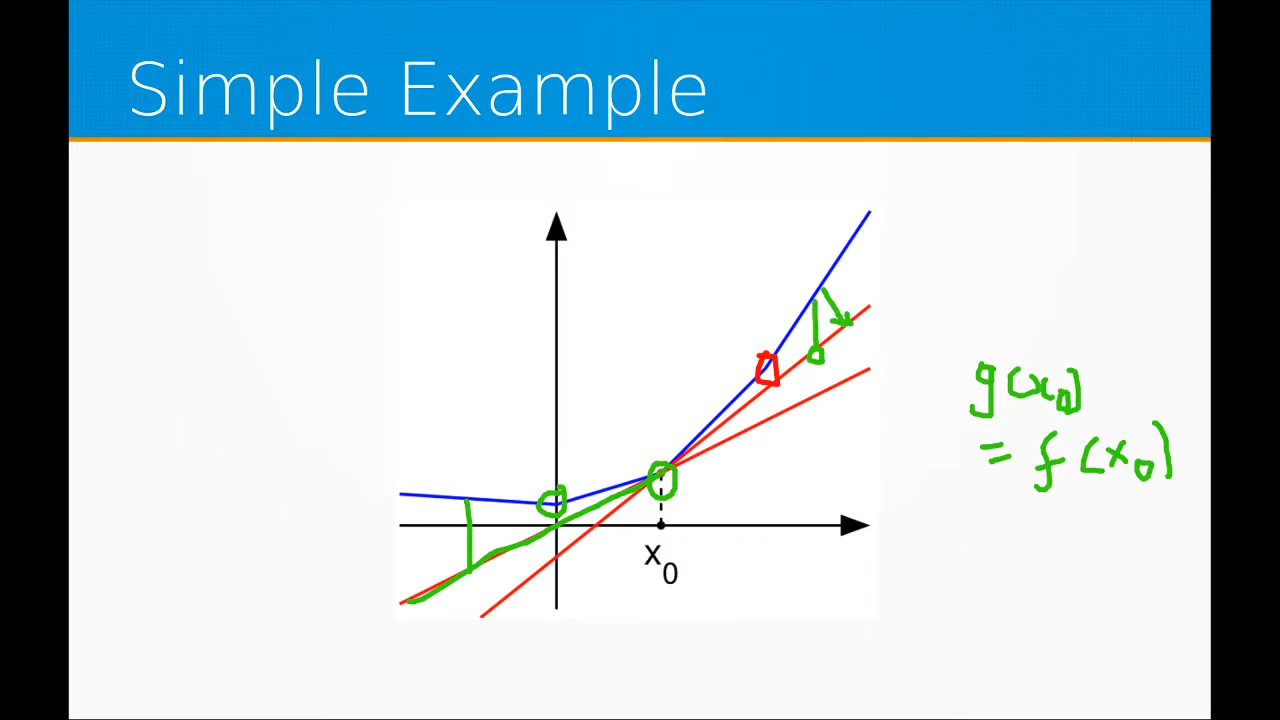 Simple Example
x₀
g(x₀)
= f(x₀)